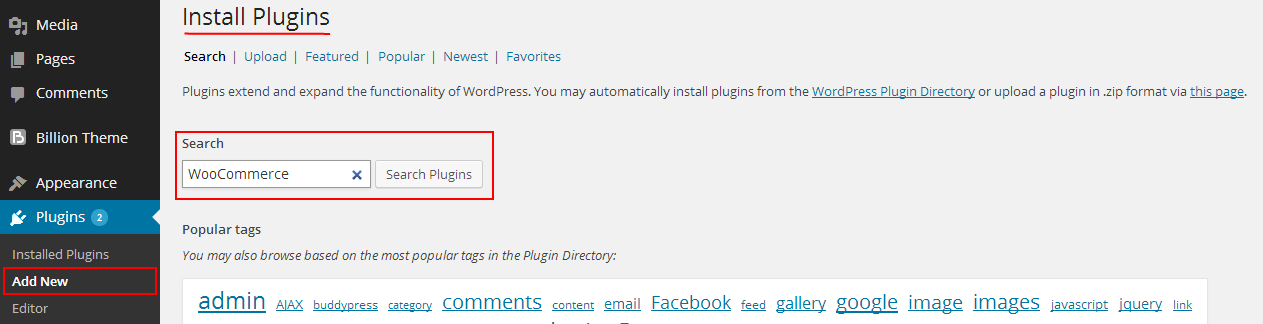 Media
Pages
Comments
Billion Theme
Appearance
Plugins 2
Installed Plugins
Add New
Editor
Install Plugins
Search | Upload | Featured | Popular | Newest | Favorites
Plugins extend and expand the functionality of WordPress. You may automatically install plugins from the WordPress Plugin Directory or upload a plugin in .zip format via this page.
Search
WooCommerce Search Plugins
Popular tags
You may also browse based on the most popular tags in the Plugin Directory:
admin AJAX buddypress category comments content email Facebook feed gallery google image images javascript jquery link